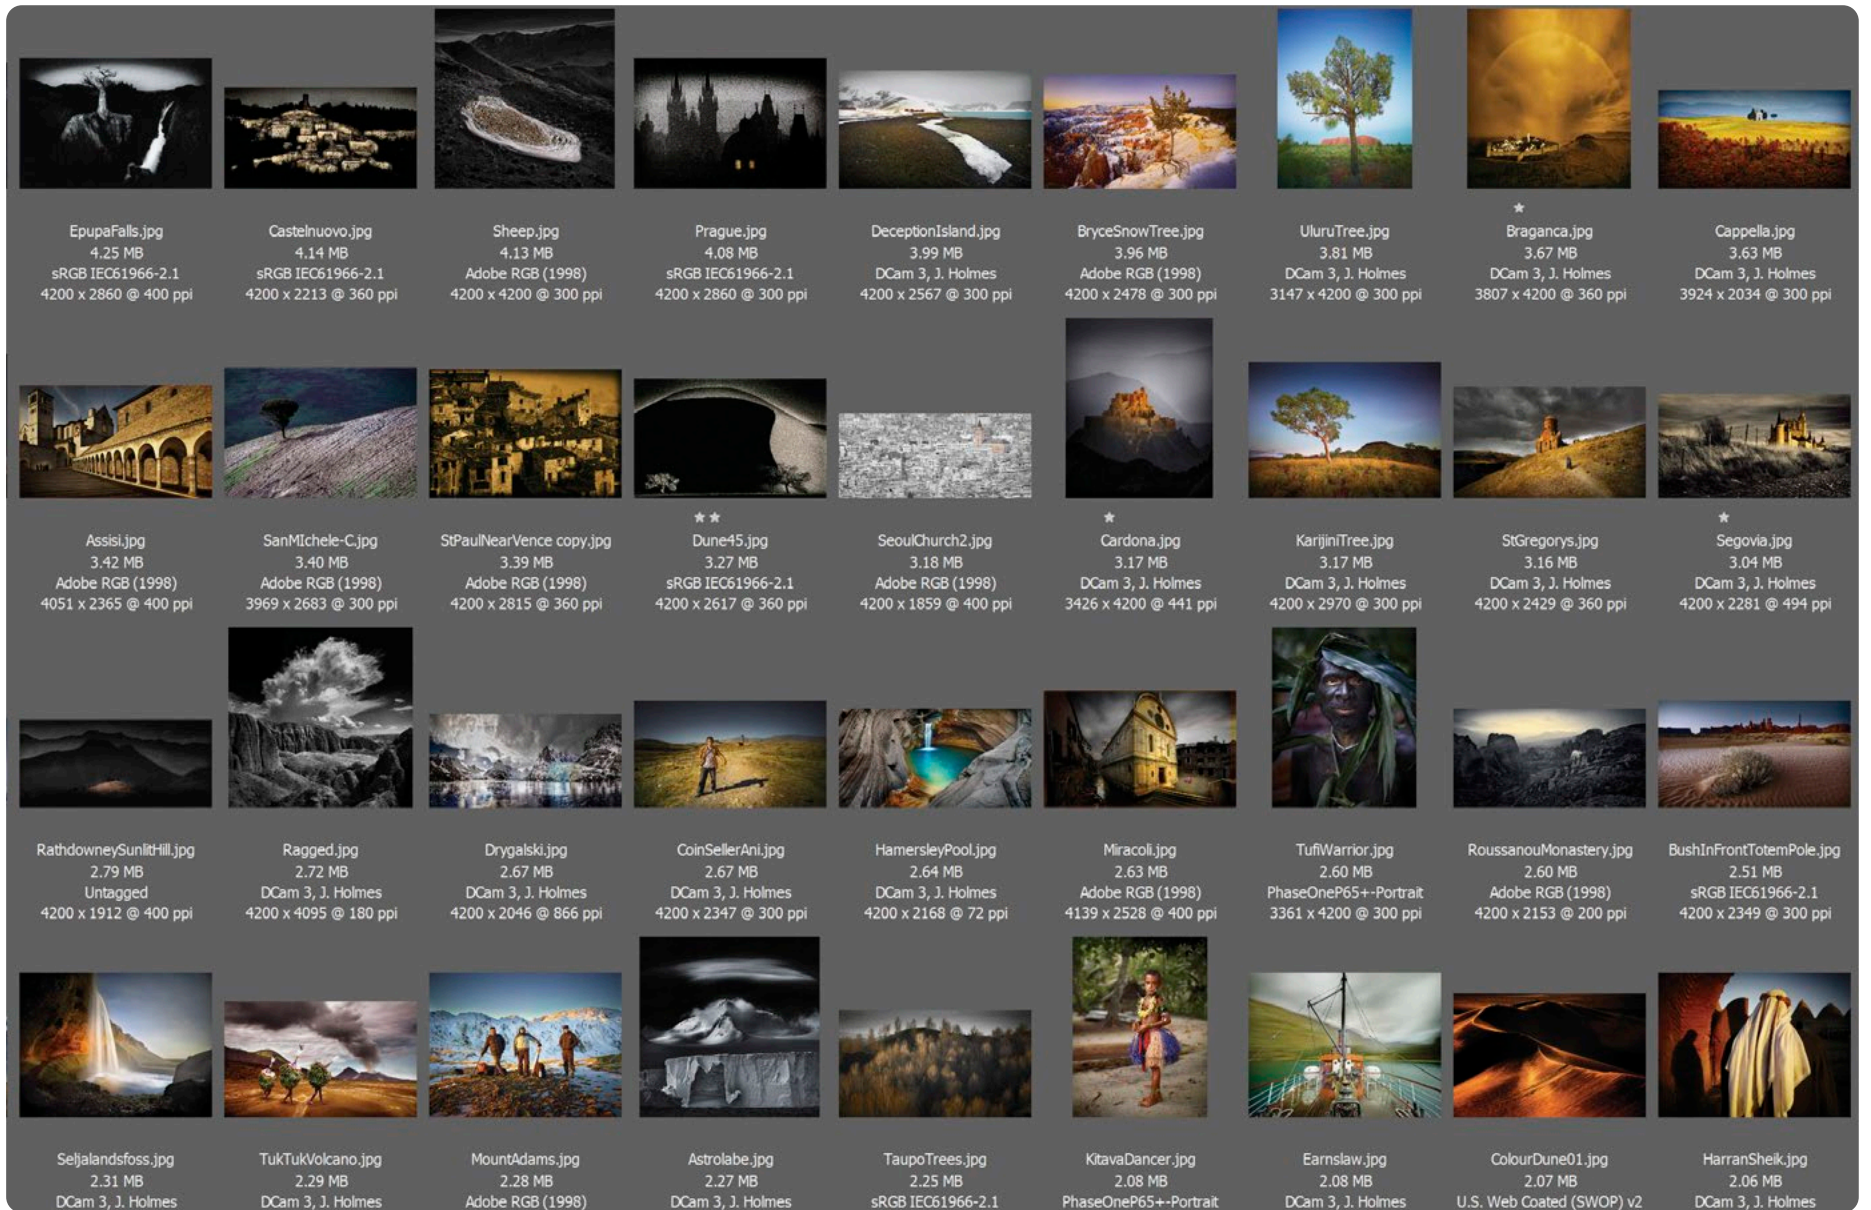 EpupaFalls.jpg
4.25 MB
sRGB IEC61966-2.1
4200 x 2860 @ 400 ppi
Castelnuovo.jpg
4.14 MB
sRGB IEC61966-2.1
4200 x 2213 @ 360 ppi
Sheep.jpg
4.13 MB
Adobe RGB (1998)
4200 x 4200 @ 300 ppi
Prague.jpg
4.08 MB
sRGB IEC61966-2.1
4200 x 2860 @ 300 ppi
DeceptionIsland.jpg
3.99 MB
DCam 3, J. Holmes
4200 x 2567 @ 300 ppi
BryceSnowTree.jpg
3.96 MB
Adobe RGB (1998)
4200 x 2478 @ 300 ppi
UluruTree.jpg
3.81 MB
DCam 3, J. Holmes
3147 x 4200 @ 300 ppi
Braganca.jpg
3.67 MB
DCam 3, J. Holmes
3807 x 4200 @ 360 ppi
Cappella.jpg
3.63 MB
DCam 3, J. Holmes
3924 x 2034 @ 300 ppi
Assisi.jpg
3.42 MB
Adobe RGB (1998)
4051 x 2365 @ 400 ppi
SanMIchele-C.jpg
3.40 MB
Adobe RGB (1998)
3969 x 2683 @ 300 ppi
StPaulNearVence copy.jpg
3.39 MB
Adobe RGB (1998)
4200 x 2815 @ 360 ppi
Dune45.jpg
3.27 MB
sRGB IEC61966-2.1
4200 x 2617 @ 360 ppi
SeoulChurch2.jpg
3.18 MB
Adobe RGB (1998)
4200 x 1859 @ 400 ppi
Cardona.jpg
3.17 MB
DCam 3, J. Holmes
3426 x 4200 @ 441 ppi
KarijiniTree.jpg
3.17 MB
DCam 3, J. Holmes
4200 x 2970 @ 300 ppi
StGregorys.jpg
3.16 MB
DCam 3, J. Holmes
4200 x 2429 @ 360 ppi
Segovia.jpg
3.04 MB
DCam 3, J. Holmes
4200 x 2281 @ 494 ppi
RathdowneySunlitHill.jpg
2.79 MB
Untagged
4200 x 1912 @ 400 ppi
Ragged.jpg
2.72 MB
DCam 3, J. Holmes
4200 x 4095 @ 180 ppi
Drygalski.jpg
2.67 MB
DCam 3, J. Holmes
4200 x 2046 @ 866 ppi
CoinSellerAni.jpg
2.67 MB
DCam 3, J. Holmes
4200 x 2347 @ 300 ppi
HamersleyPool.jpg
2.64 MB
DCam 3, J. Holmes
4200 x 2168 @ 72 ppi
Miracoli.jpg
2.63 MB
Adobe RGB (1998)
4139 x 2528 @ 400 ppi
TufiWarrior.jpg
2.60 MB
PhaseOneP65+-Portrait
3361 x 4200 @ 300 ppi
RoussanouMonastery.jpg
2.60 MB
Adobe RGB (1998)
4200 x 2153 @ 200 ppi
BushInFrontTotemPole.jpg
2.51 MB
sRGB IEC61966-2.1
4200 x 2349 @ 300 ppi
Seljalandsfoss.jpg
2.31 MB
DCam 3, J. Holmes
TukTukVolcano.jpg
2.29 MB
DCam 3, J. Holmes
MountAdams.jpg
2.28 MB
Adobe RGB (1998)
Astrolabe.jpg
2.27 MB
DCam 3, J. Holmes
TaupoTrees.jpg
2.25 MB
sRGB IEC61966-2.1
KitavaDancer.jpg
2.08 MB
PhaseOneP65+-Portrait
Earnslaw.jpg
2.08 MB
DCam 3, J. Holmes
ColourDune01.jpg
2.07 MB
U.S. Web Coated (SWOP) v2
HarranSheik.jpg
2.06 MB
DCam 3, J. Holmes